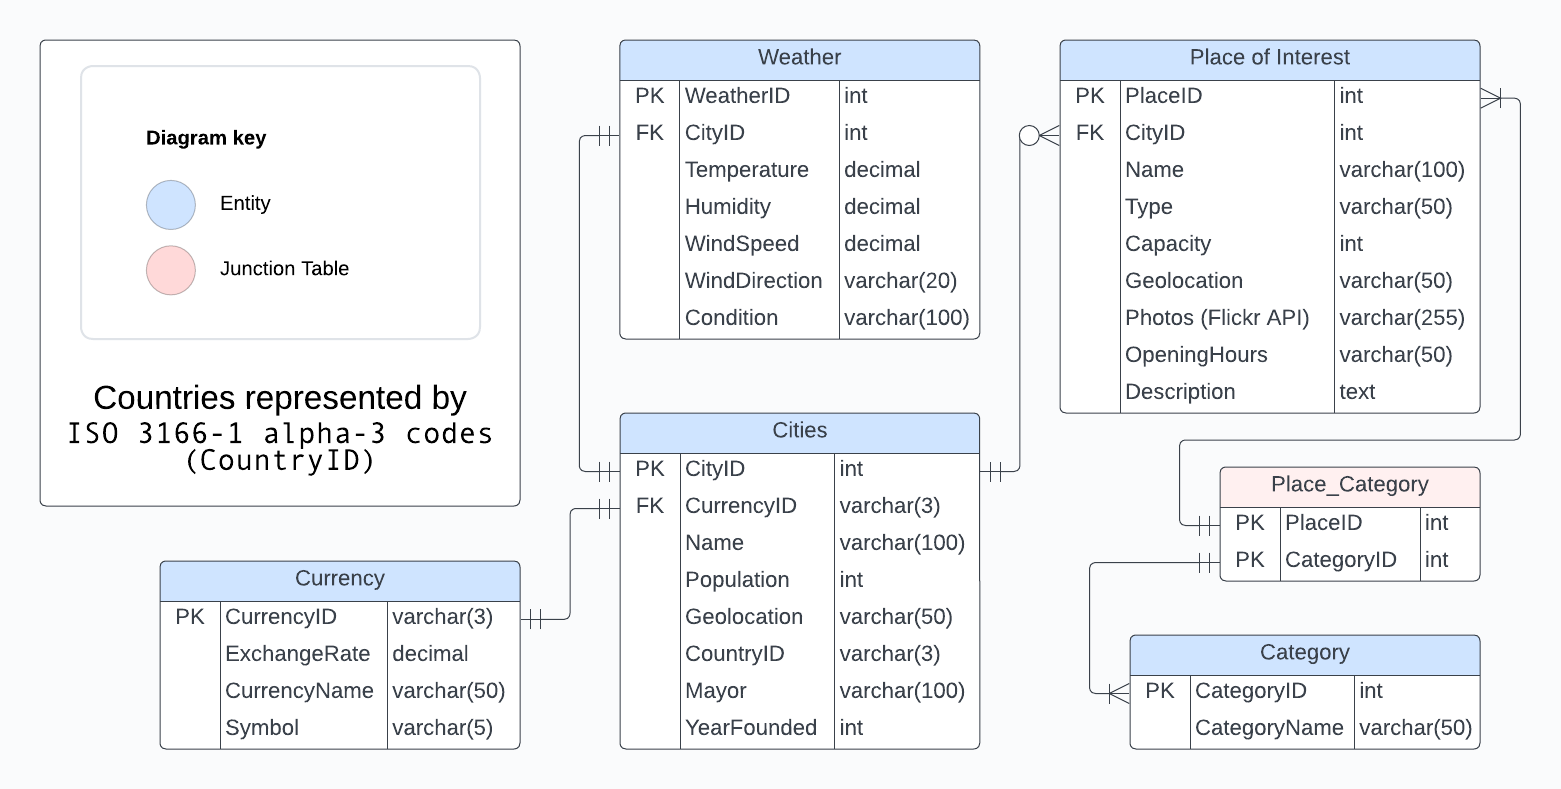 Diagram key
Entity
Junction Table
Countries represented by
ISO 3166-1 alpha-3 codes
(CountryID)
Weather
PK WeatherID int
FK CityID int
Temperature decimal
Humidity decimal
WindSpeed decimal
WindDirection varchar(20)
Condition varchar(100)
Place of Interest
PK PlaceID int
FK CityID int
Name varchar(100)
Type varchar(50)
Capacity int
Geolocation varchar(50)
Photos (Flickr API) varchar(255)
OpeningHours varchar(50)
Description text
Cities
PK CityID int
FK CurrencyID varchar(3)
Name varchar(100)
Population int
Geolocation varchar(50)
CountryID varchar(3)
Mayor varchar(100)
YearFounded int
Place_Category
PK PlaceID int
PK CategoryID int
Currency
PK CurrencyID varchar(3)
ExchangeRate decimal
CurrencyName varchar(50)
Symbol varchar(5)
Category
PK CategoryID int
CategoryName varchar(50)